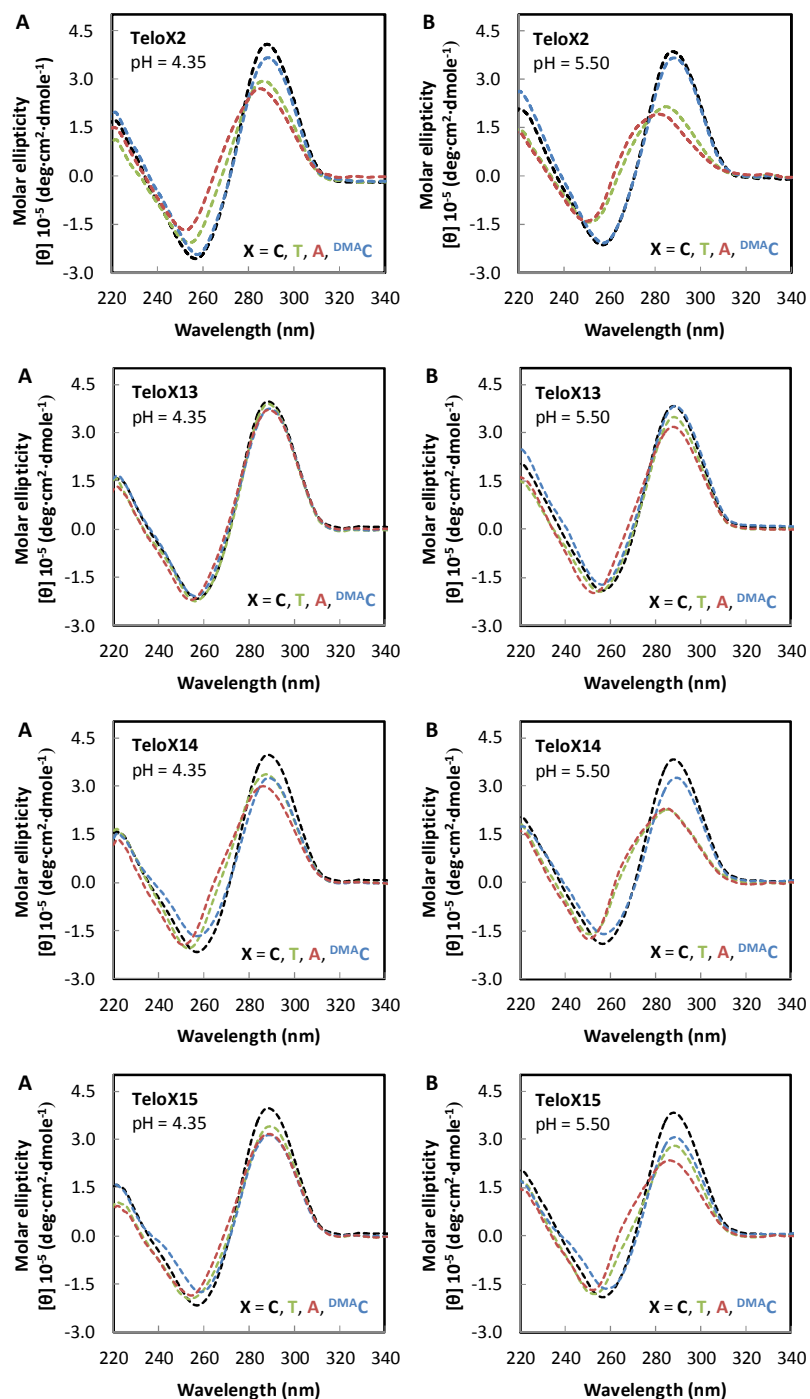 A
TeloX2
pH = 4.35
Molar ellipticity
[θ] 10⁻⁵ (deg·cm²·dmole⁻¹)
4.5
3.0
1.5
0.0
-1.5
-3.0
X = C, T, A, ᴰᴹᴬC
220 240 260 280 300 320 340
Wavelength (nm)
B
TeloX2
pH = 5.50
Molar ellipticity
[θ] 10⁻⁵ (deg·cm²·dmole⁻¹)
4.5
3.0
1.5
0.0
-1.5
-3.0
X = C, T, A, ᴰᴹᴬC
220 240 260 280 300 320 340
Wavelength (nm)
A
TeloX13
pH = 4.35
Molar ellipticity
[θ] 10⁻⁵ (deg·cm²·dmole⁻¹)
4.5
3.0
1.5
0.0
-1.5
-3.0
X = C, T, A, ᴰᴹᴬC
220 240 260 280 300 320 340
Wavelength (nm)
B
TeloX13
pH = 5.50
Molar ellipticity
[θ] 10⁻⁵ (deg·cm²·dmole⁻¹)
4.5
3.0
1.5
0.0
-1.5
-3.0
X = C, T, A, ᴰᴹᴬC
220 240 260 280 300 320 340
Wavelength (nm)
A
TeloX14
pH = 4.35
Molar ellipticity
[θ] 10⁻⁵ (deg·cm²·dmole⁻¹)
4.5
3.0
1.5
0.0
-1.5
-3.0
X = C, T, A, ᴰᴹᴬC
220 240 260 280 300 320 340
Wavelength (nm)
B
TeloX14
pH = 5.50
Molar ellipticity
[θ] 10⁻⁵ (deg·cm²·dmole⁻¹)
4.5
3.0
1.5
0.0
-1.5
-3.0
X = C, T, A, ᴰᴹᴬC
220 240 260 280 300 320 340
Wavelength (nm)
A
TeloX15
pH = 4.35
Molar ellipticity
[θ] 10⁻⁵ (deg·cm²·dmole⁻¹)
4.5
3.0
1.5
0.0
-1.5
-3.0
X = C, T, A, ᴰᴹᴬC
220 240 260 280 300 320 340
Wavelength (nm)
B
TeloX15
pH = 5.50
Molar ellipticity
[θ] 10⁻⁵ (deg·cm²·dmole⁻¹)
4.5
3.0
1.5
0.0
-1.5
-3.0
X = C, T, A, ᴰᴹᴬC
220 240 260 280 300 320 340
Wavelength (nm)